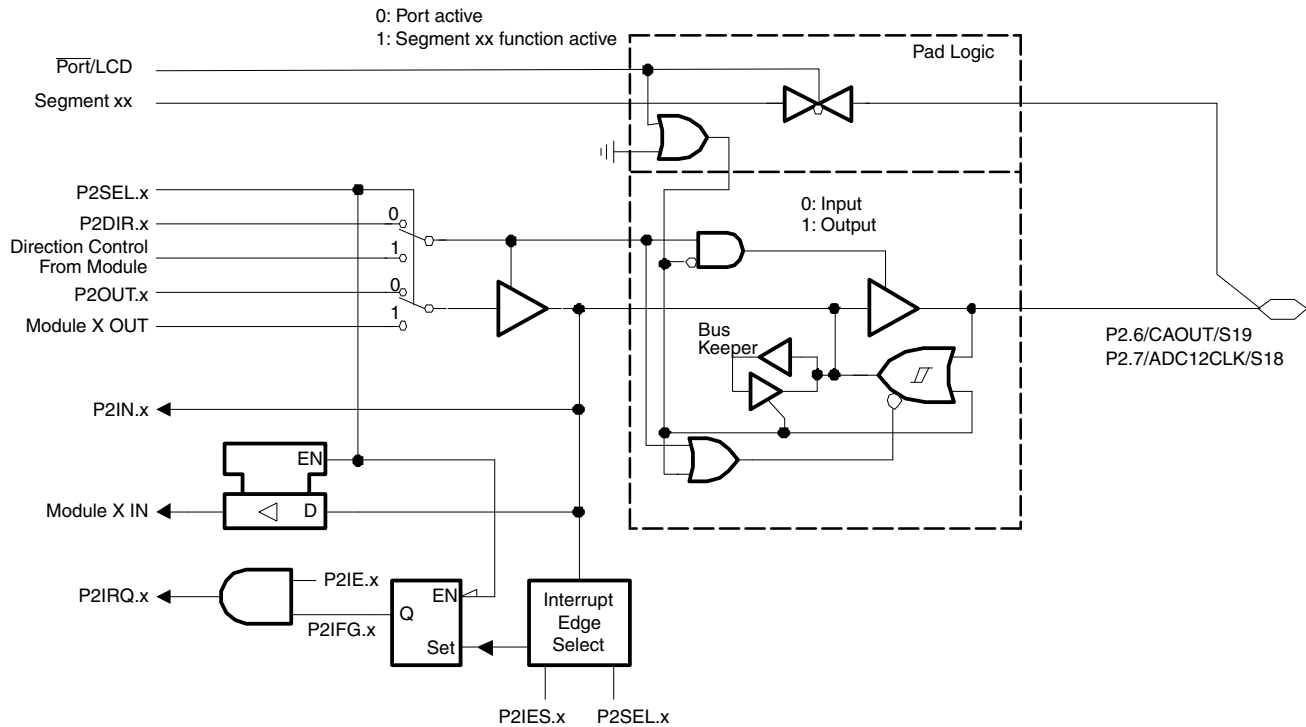 0: Port active
1: Segment xx function active
Pad Logic
Port/LCD
Segment xx
P2SEL.x
P2DIR.x
0
Direction Control
From Module
1
P2OUT.x
0
Module X OUT
1
0: Input
1: Output
Bus
Keeper
P2.6/CAOUT/S19
P2.7/ADC12CLK/S18
P2IN.x
EN
Module X IN
D
P2IRQ.x
P2IE.x
P2IFG.x
EN
Q
Set
Interrupt
Edge
Select
P2IES.x
P2SEL.x